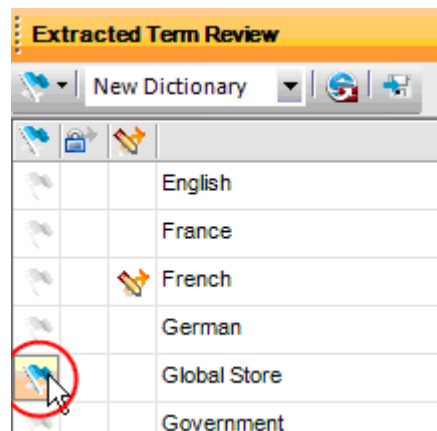 Extracted Term Review
New Dictionary
English
France
French
German
Global Store
Government